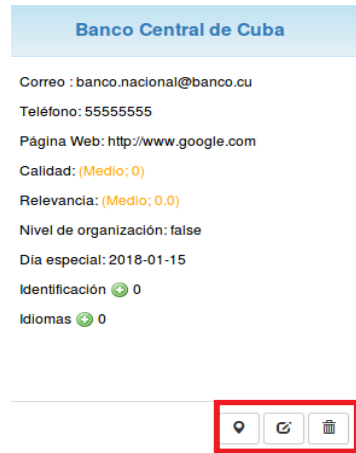 Banco Central de Cuba
Correo : banco.nacional@banco.cu
Teléfono: 55555555
Página Web: http://www.google.com
Calidad: (Medio; 0)
Relevancia: (Medio; 0.0)
Nivel de organización: false
Día especial: 2018-01-15
Identificación 0
Idiomas 0